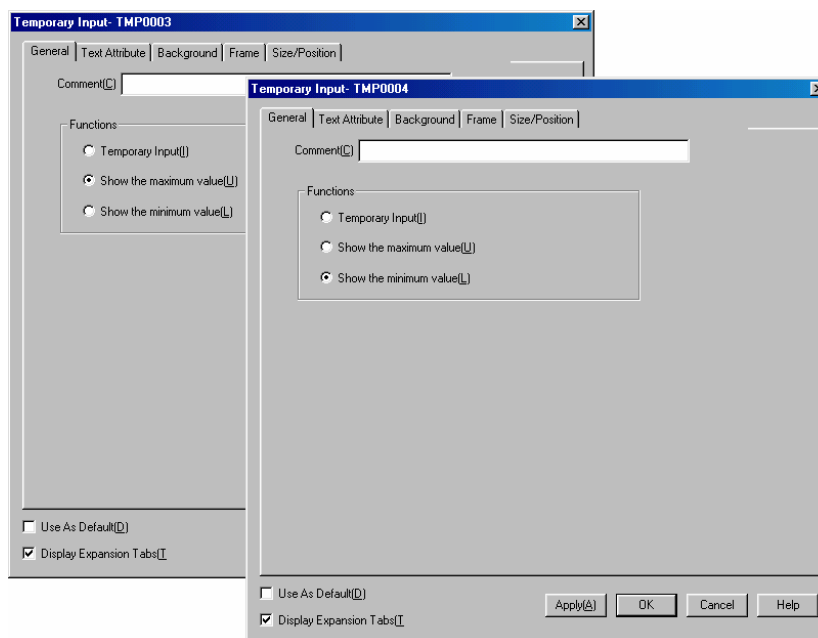 Temporary Input- TMP0003
General Text Attribute Background Frame Size/Position
Comment(C)
Functions
Temporary Input(I)
Show the maximum value(U)
Show the minimum value(L)
Use As Default(D)
Display Expansion Tabs(T
Temporary Input- TMP0004
General Text Attribute Background Frame Size/Position
Comment(C)
Functions
Temporary Input(I)
Show the maximum value(U)
Show the minimum value(L)
Use As Default(D)
Display Expansion Tabs(T
Apply(A) OK Cancel Help